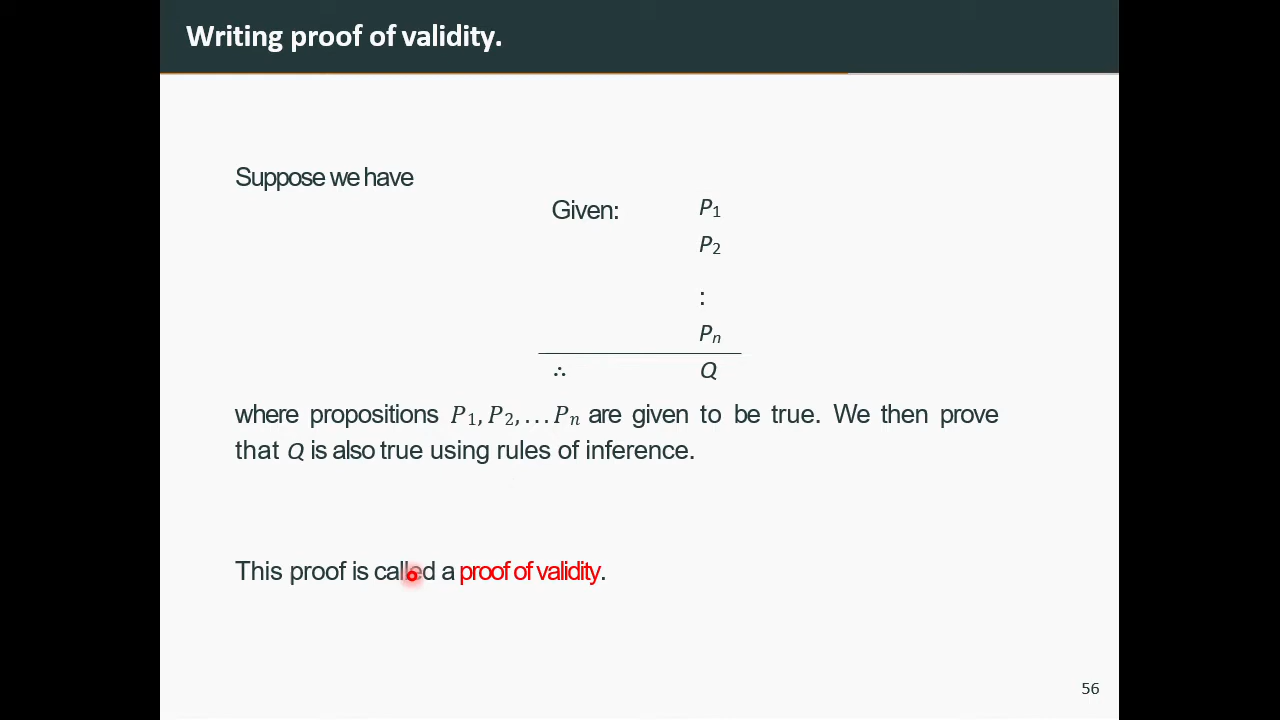 Writing proof of validity.
Suppose we have
Given: P1
P2
:
Pn
∴ Q
where propositions P1, P2, … Pn are given to be true. We then prove
that Q is also true using rules of inference.
This proof is called a proof of validity.
56